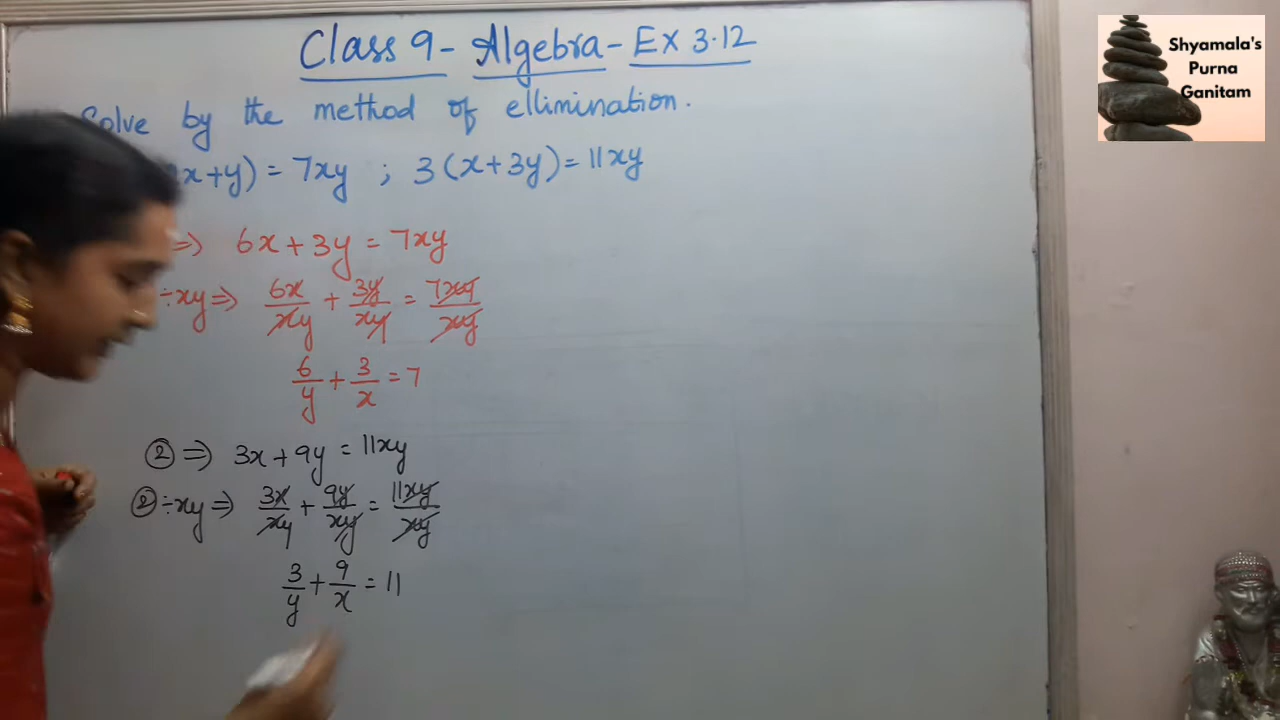 Class 9 - Algebra - EX 3.12
Shyamala's
Purna
Ganitam
Solve by the method of ellimination.
x+y) = 7xy ; 3(x+3y) = 11xy
⇒ 6x + 3y = 7xy
÷xy ⇒ 6x/xy + 3y/xy = 7xy/xy
6/y + 3/x = 7
② ⇒ 3x + 9y = 11xy
② ÷xy ⇒ 3x/xy + 9y/xy = 11xy/xy
3/y + 9/x = 11